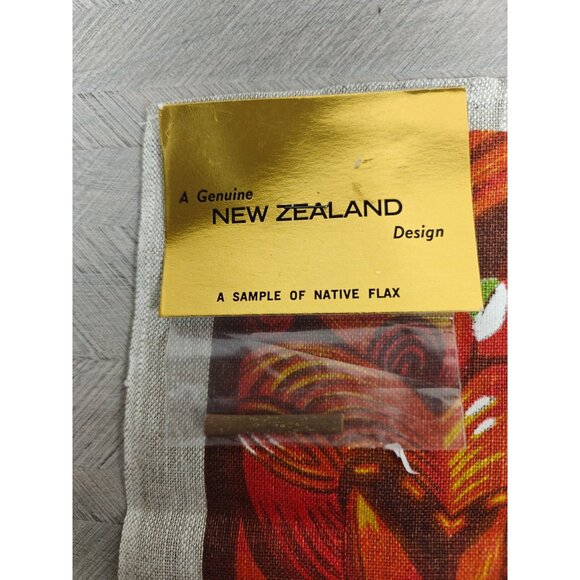 A Genuine
NEW ZEALAND
Design
A SAMPLE OF NATIVE FLAX